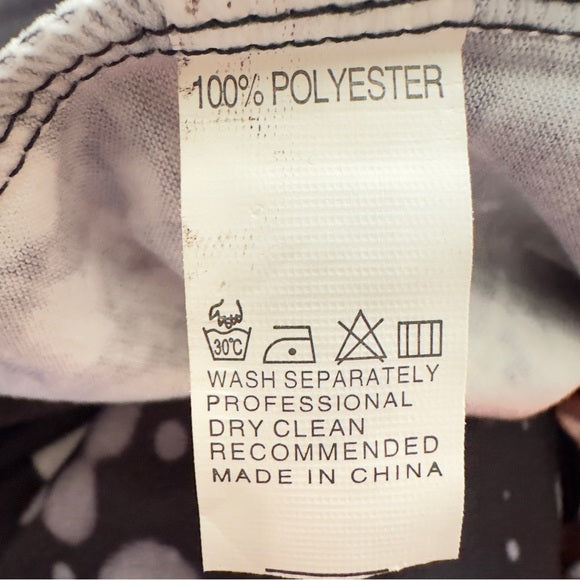 100% POLYESTER
30°C
WASH SEPARATELY
PROFESSIONAL
DRY CLEAN
RECOMMENDED
MADE IN CHINA